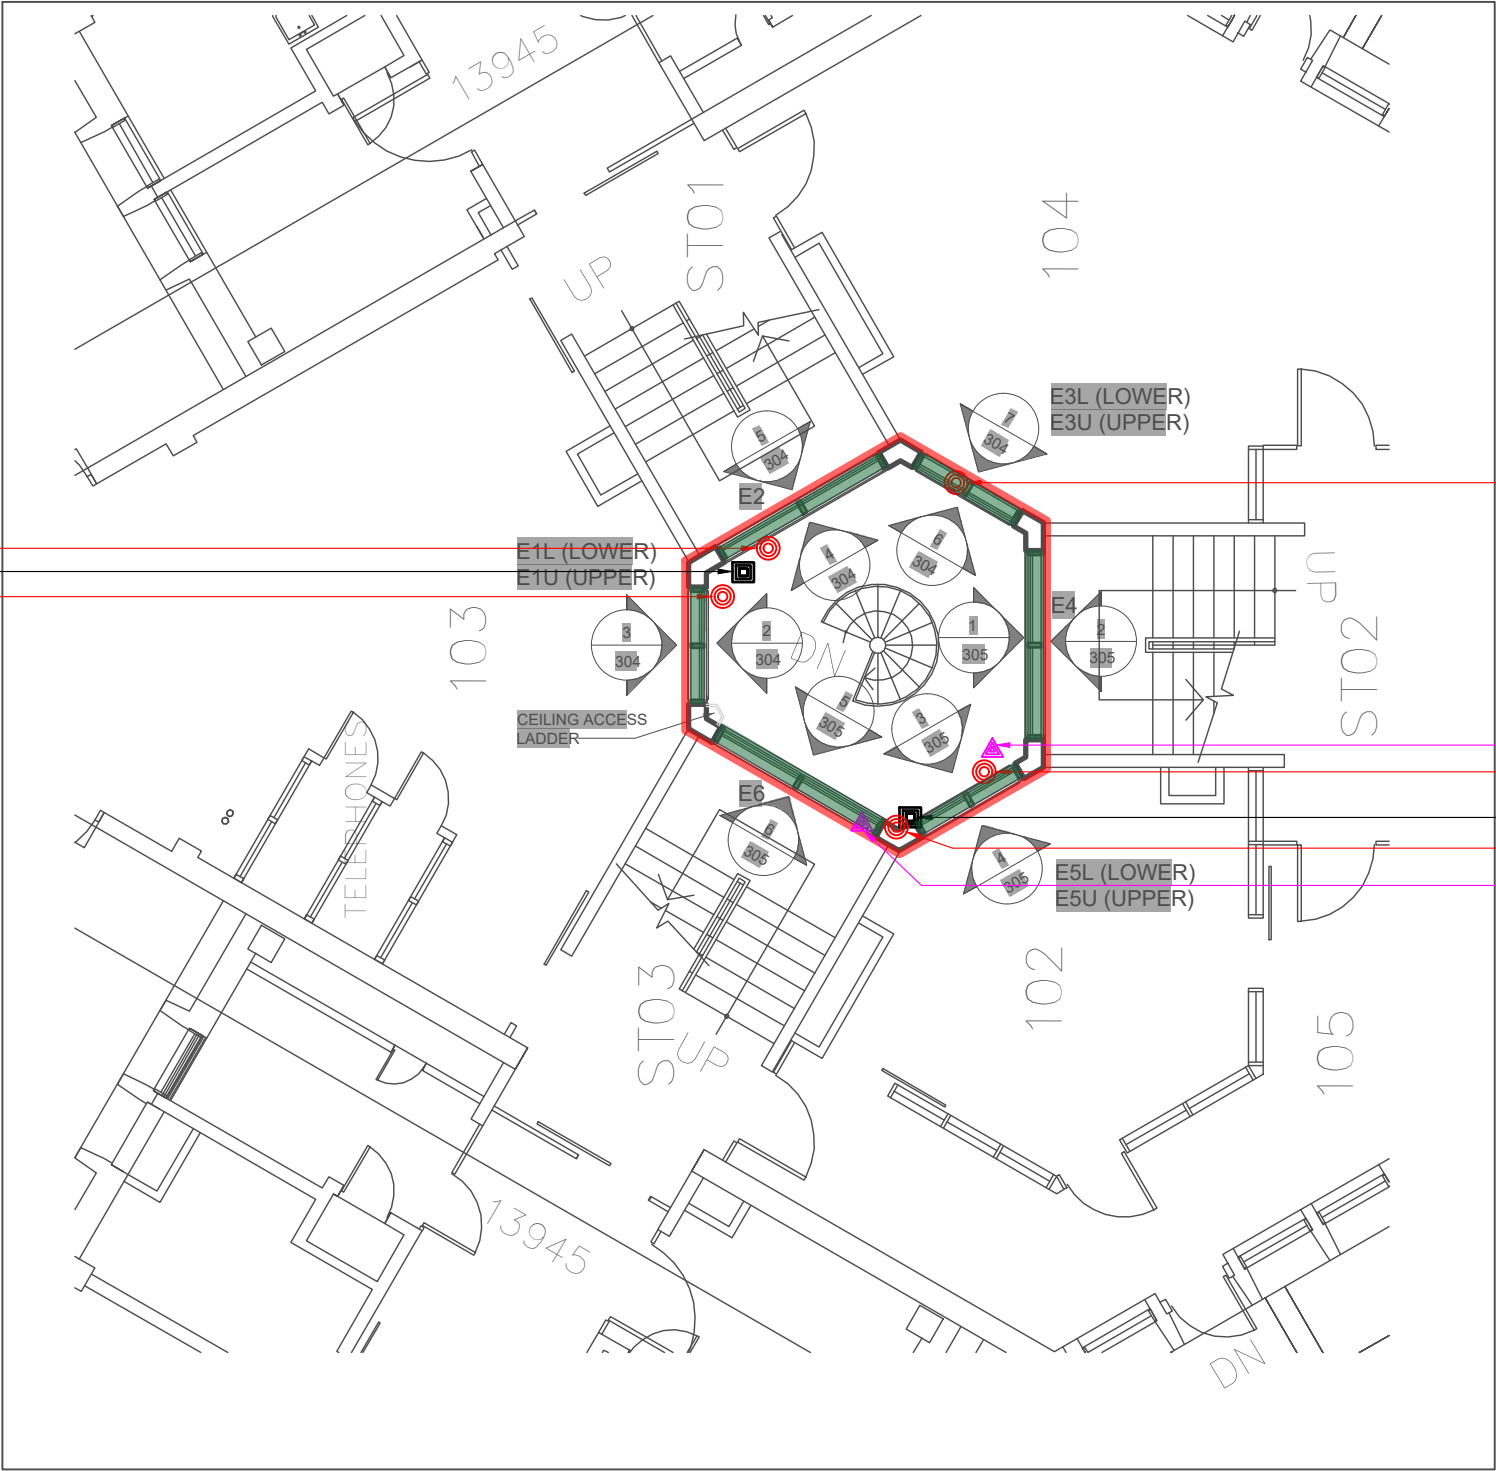 13945
ST01
104
UP
E3L (LOWER)
E3U (UPPER)
7
304
5
304
E2
E1L (LOWER)
E1U (UPPER)
4
304
6
304
UP
E4
103
3
304
2
304
DN
1
305
2
305
ST02
CEILING ACCESS
LADDER
5
305
3
305
TELEPHONES
E6
6
305
4
305
E5L (LOWER)
E5U (UPPER)
ST03
UP
102
105
13945
DN